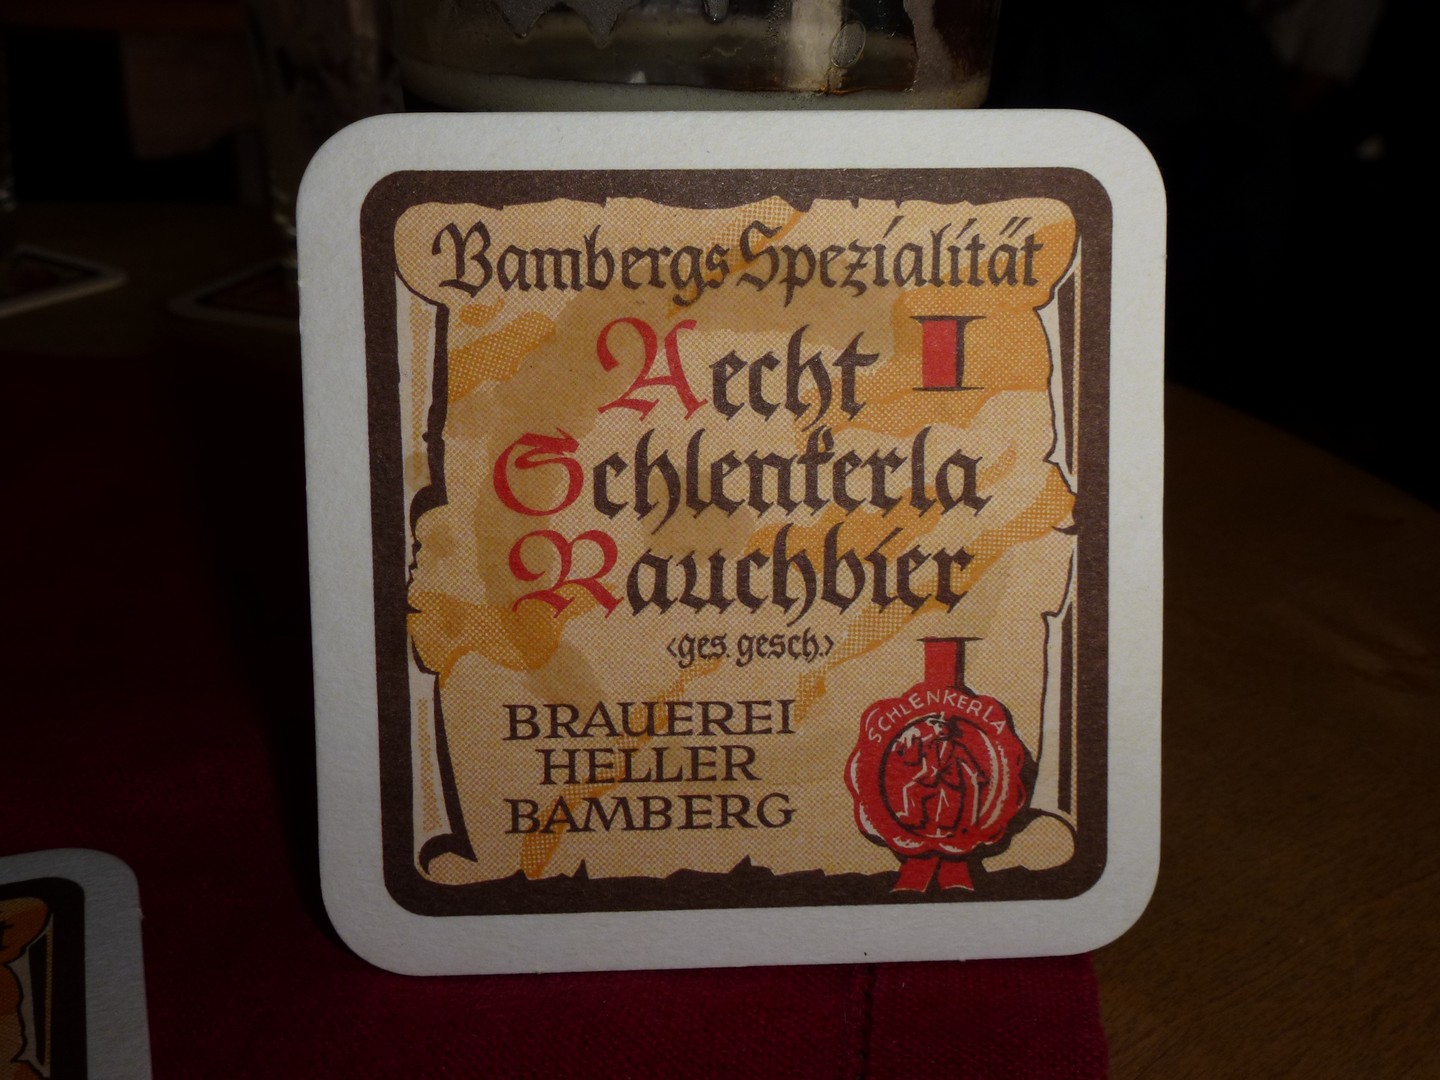 Bambergs Spezialität
Aecht
Schlenkerla
Rauchbier
<ges. gesch.>
BRAUEREI
HELLER
BAMBERG
SCHLENKERLA